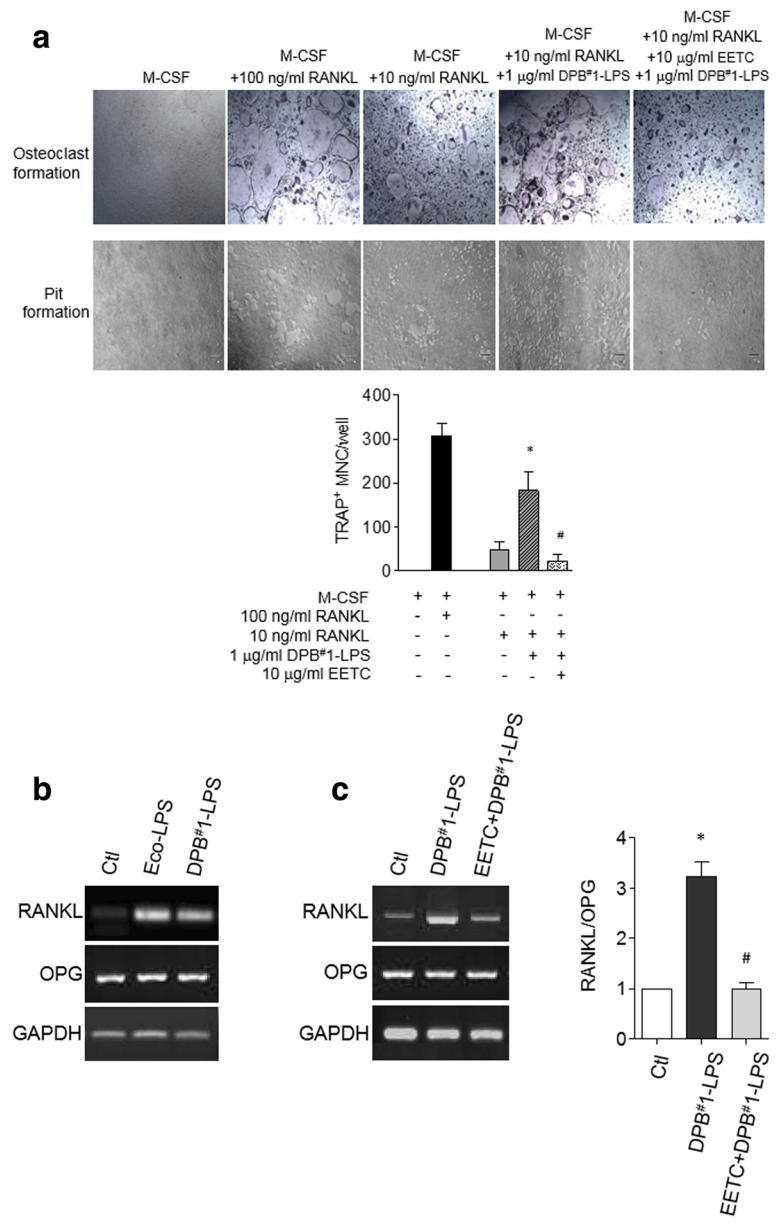 a
M-CSF
M-CSF
+100 ng/ml RANKL
M-CSF
+10 ng/ml RANKL
M-CSF
+10 ng/ml RANKL
+1 µg/ml DPB#1-LPS
M-CSF
+10 ng/ml RANKL
+10 µg/ml EETC
+1 µg/ml DPB#1-LPS
Osteoclast
formation
Pit
formation
TRAP+ MNC/well
400
300
200
100
0
*
#
M-CSF + + + + +
100 ng/ml RANKL - + - - -
10 ng/ml RANKL - - + + +
1 µg/ml DPB#1-LPS - - - + +
10 µg/ml EETC - - - - +
b
Ctl
Eco-LPS
DPB#1-LPS
RANKL
OPG
GAPDH
c
Ctl
DPB#1-LPS
EETC+DPB#1-LPS
RANKL
OPG
GAPDH
RANKL/OPG
4
3
2
1
0
*
#
Ctl
DPB#1-LPS
EETC+DPB#1-LPS